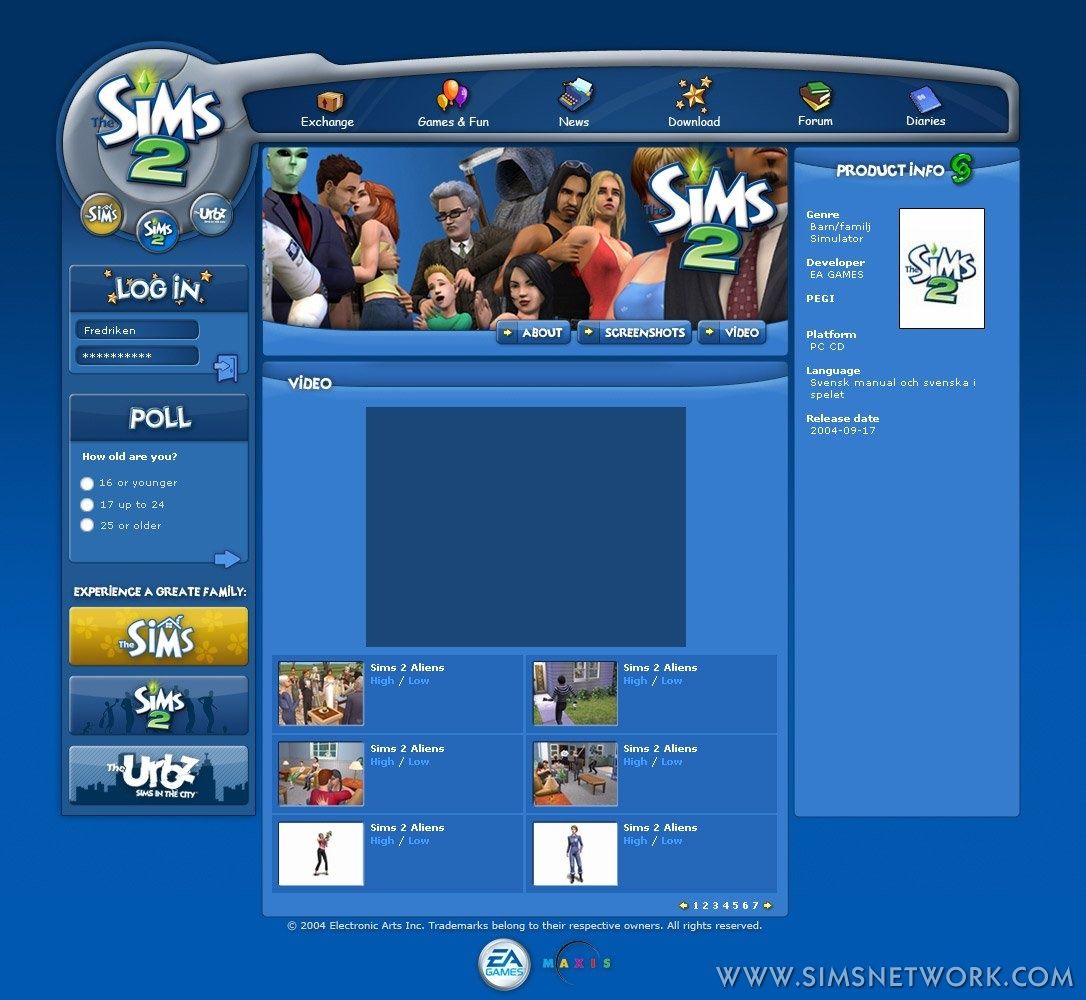 The Sims 2
Exchange
Games & Fun
News
Download
Forum
Diaries
The Sims
The Sims 2
The Urbz
LOG IN
Fredriken
**********
POLL
How old are you?
16 or younger
17 up to 24
25 or older
EXPERIENCE A GREATE FAMILY:
The Sims
The Sims 2
The Urbz
SIMS IN THE CITY
The Sims 2
ABOUT
SCREENSHOTS
VIDEO
VIDEO
Sims 2 Aliens
High / Low
Sims 2 Aliens
High / Low
Sims 2 Aliens
High / Low
Sims 2 Aliens
High / Low
Sims 2 Aliens
High / Low
Sims 2 Aliens
High / Low
1 2 3 4 5 6 7
PRODUCT INFO
Genre
Barn/familj
Simulator
Developer
EA GAMES
PEGI
Platform
PC CD
Language
Svensk manual och svenska i
spelet
Release date
2004-09-17
The Sims 2
© 2004 Electronic Arts Inc. Trademarks belong to their respective owners. All rights reserved.
EA GAMES
MAXIS
WWW.SIMSNETWORK.COM